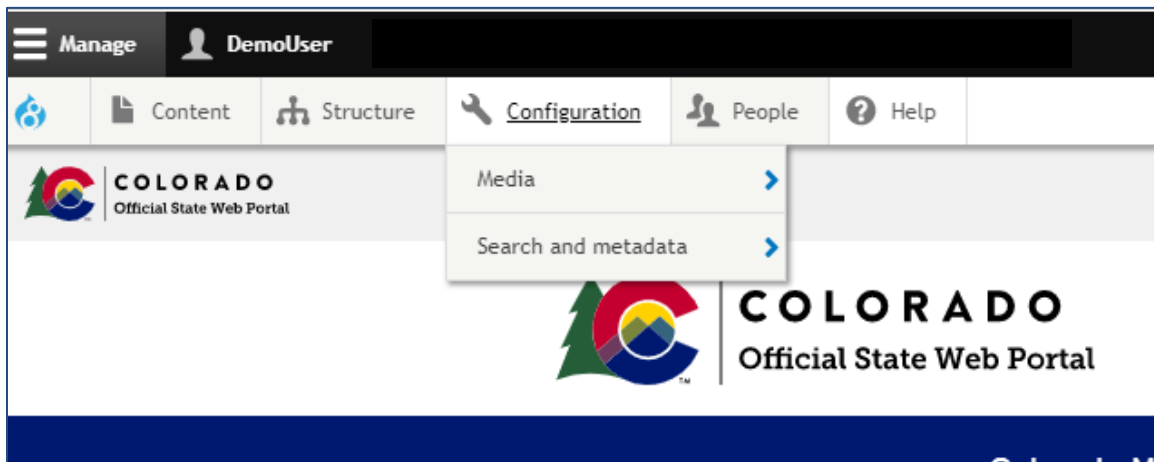 Manage DemoUser
Content Structure Configuration People Help
COLORADO
Official State Web Portal
Media
Search and metadata
COLORADO
Official State Web Portal
TM